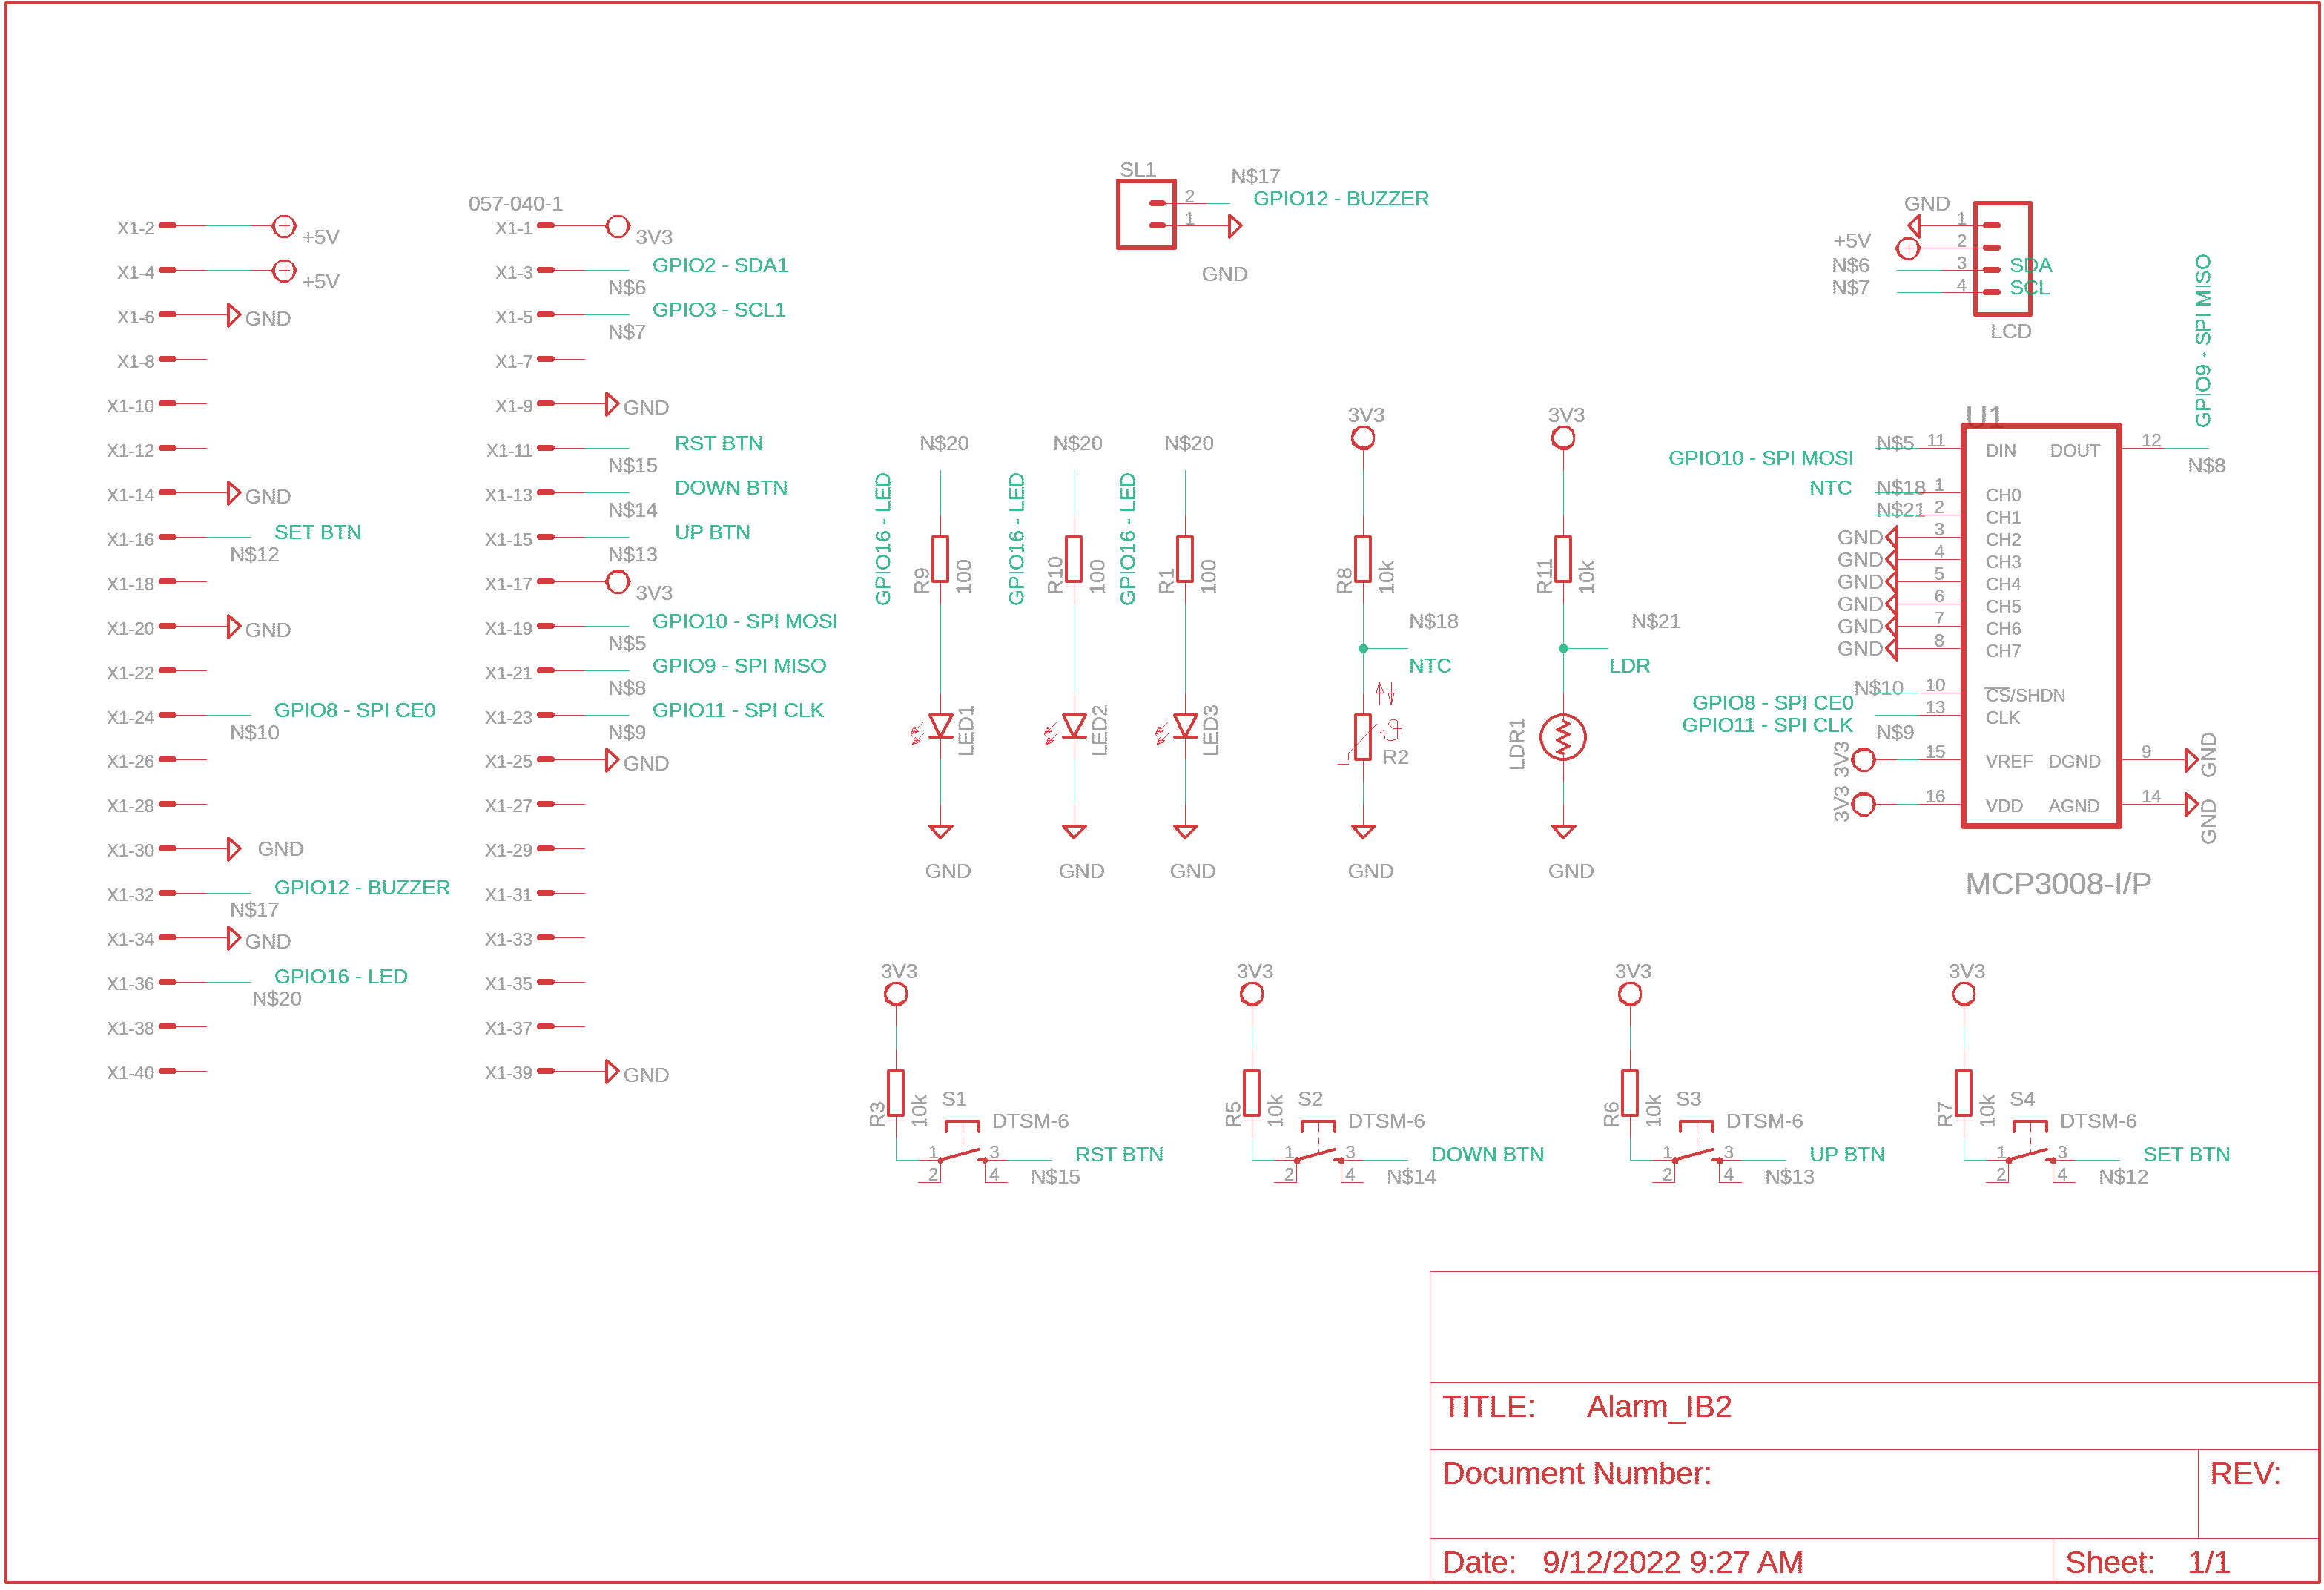 057-040-1
X1-2 +5V
X1-4 +5V
X1-6 GND
X1-8
X1-10
X1-12
X1-14 GND
X1-16 SET BTN
N$12
X1-18
X1-20 GND
X1-22
X1-24 GPIO8 - SPI CE0
N$10
X1-26
X1-28
X1-30 GND
X1-32 GPIO12 - BUZZER
N$17
X1-34 GND
X1-36 GPIO16 - LED
N$20
X1-38
X1-40
X1-1 3V3
X1-3 GPIO2 - SDA1
N$6
X1-5 GPIO3 - SCL1
N$7
X1-7
X1-9 GND
X1-11 RST BTN
N$15
X1-13 DOWN BTN
N$14
X1-15 UP BTN
N$13
X1-17 3V3
X1-19 GPIO10 - SPI MOSI
N$5
X1-21 GPIO9 - SPI MISO
N$8
X1-23 GPIO11 - SPI CLK
N$9
X1-25 GND
X1-27
X1-29
X1-31
X1-33
X1-35
X1-37
X1-39 GND
SL1
N$17
2 GPIO12 - BUZZER
1
GND
GND
1
+5V 2
N$6 3 SDA
N$7 4 SCL
LCD
N$20
GPIO16 - LED
R9
100
LED1
GND
N$20
GPIO16 - LED
R10
100
LED2
GND
N$20
GPIO16 - LED
R1
100
LED3
GND
3V3
R8
10k
N$18
NTC
R2
GND
3V3
R11
10k
N$21
LDR
LDR1
GND
U1
GPIO9 - SPI MISO
N$5 11 DIN DOUT 12
GPIO10 - SPI MOSI
N$8
NTC N$18 1 CH0
N$21 2 CH1
GND 3 CH2
GND 4 CH3
GND 5 CH4
GND 6 CH5
GND 7 CH6
GND 8 CH7
N$10 10 CS/SHDN
GPIO8 - SPI CE0
13 CLK
GPIO11 - SPI CLK
N$9
3V3 15 VREF DGND 9 GND
3V3 16 VDD AGND 14 GND
MCP3008-I/P
3V3
R3
10k
S1
DTSM-6
1 3 RST BTN
2 4 N$15
3V3
R5
10k
S2
DTSM-6
1 3 DOWN BTN
2 4 N$14
3V3
R6
10k
S3
DTSM-6
1 3 UP BTN
2 4 N$13
3V3
R7
10k
S4
DTSM-6
1 3 SET BTN
2 4 N$12
TITLE: Alarm_IB2
Document Number:
REV:
Date: 9/12/2022 9:27 AM
Sheet: 1/1